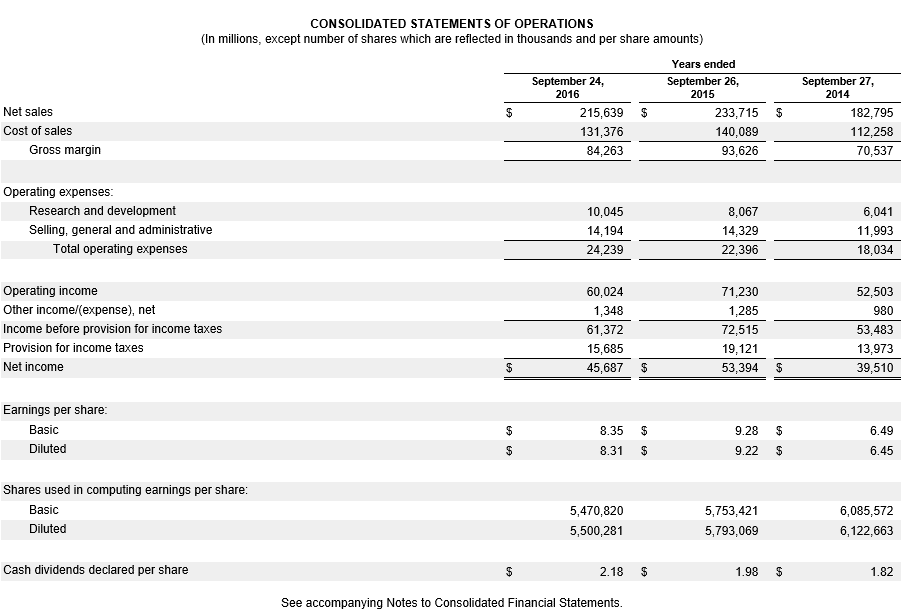 CONSOLIDATED STATEMENTS OF OPERATIONS
(In millions, except number of shares which are reflected in thousands and per share amounts)
Years ended
September 24, 2016 September 26, 2015 September 27, 2014
Net sales $ 215,639 $ 233,715 $ 182,795
Cost of sales 131,376 140,089 112,258
Gross margin 84,263 93,626 70,537
Operating expenses:
Research and development 10,045 8,067 6,041
Selling, general and administrative 14,194 14,329 11,993
Total operating expenses 24,239 22,396 18,034
Operating income 60,024 71,230 52,503
Other income/(expense), net 1,348 1,285 980
Income before provision for income taxes 61,372 72,515 53,483
Provision for income taxes 15,685 19,121 13,973
Net income $ 45,687 $ 53,394 $ 39,510
Earnings per share:
Basic $ 8.35 $ 9.28 $ 6.49
Diluted $ 8.31 $ 9.22 $ 6.45
Shares used in computing earnings per share:
Basic 5,470,820 5,753,421 6,085,572
Diluted 5,500,281 5,793,069 6,122,663
Cash dividends declared per share $ 2.18 $ 1.98 $ 1.82
See accompanying Notes to Consolidated Financial Statements.